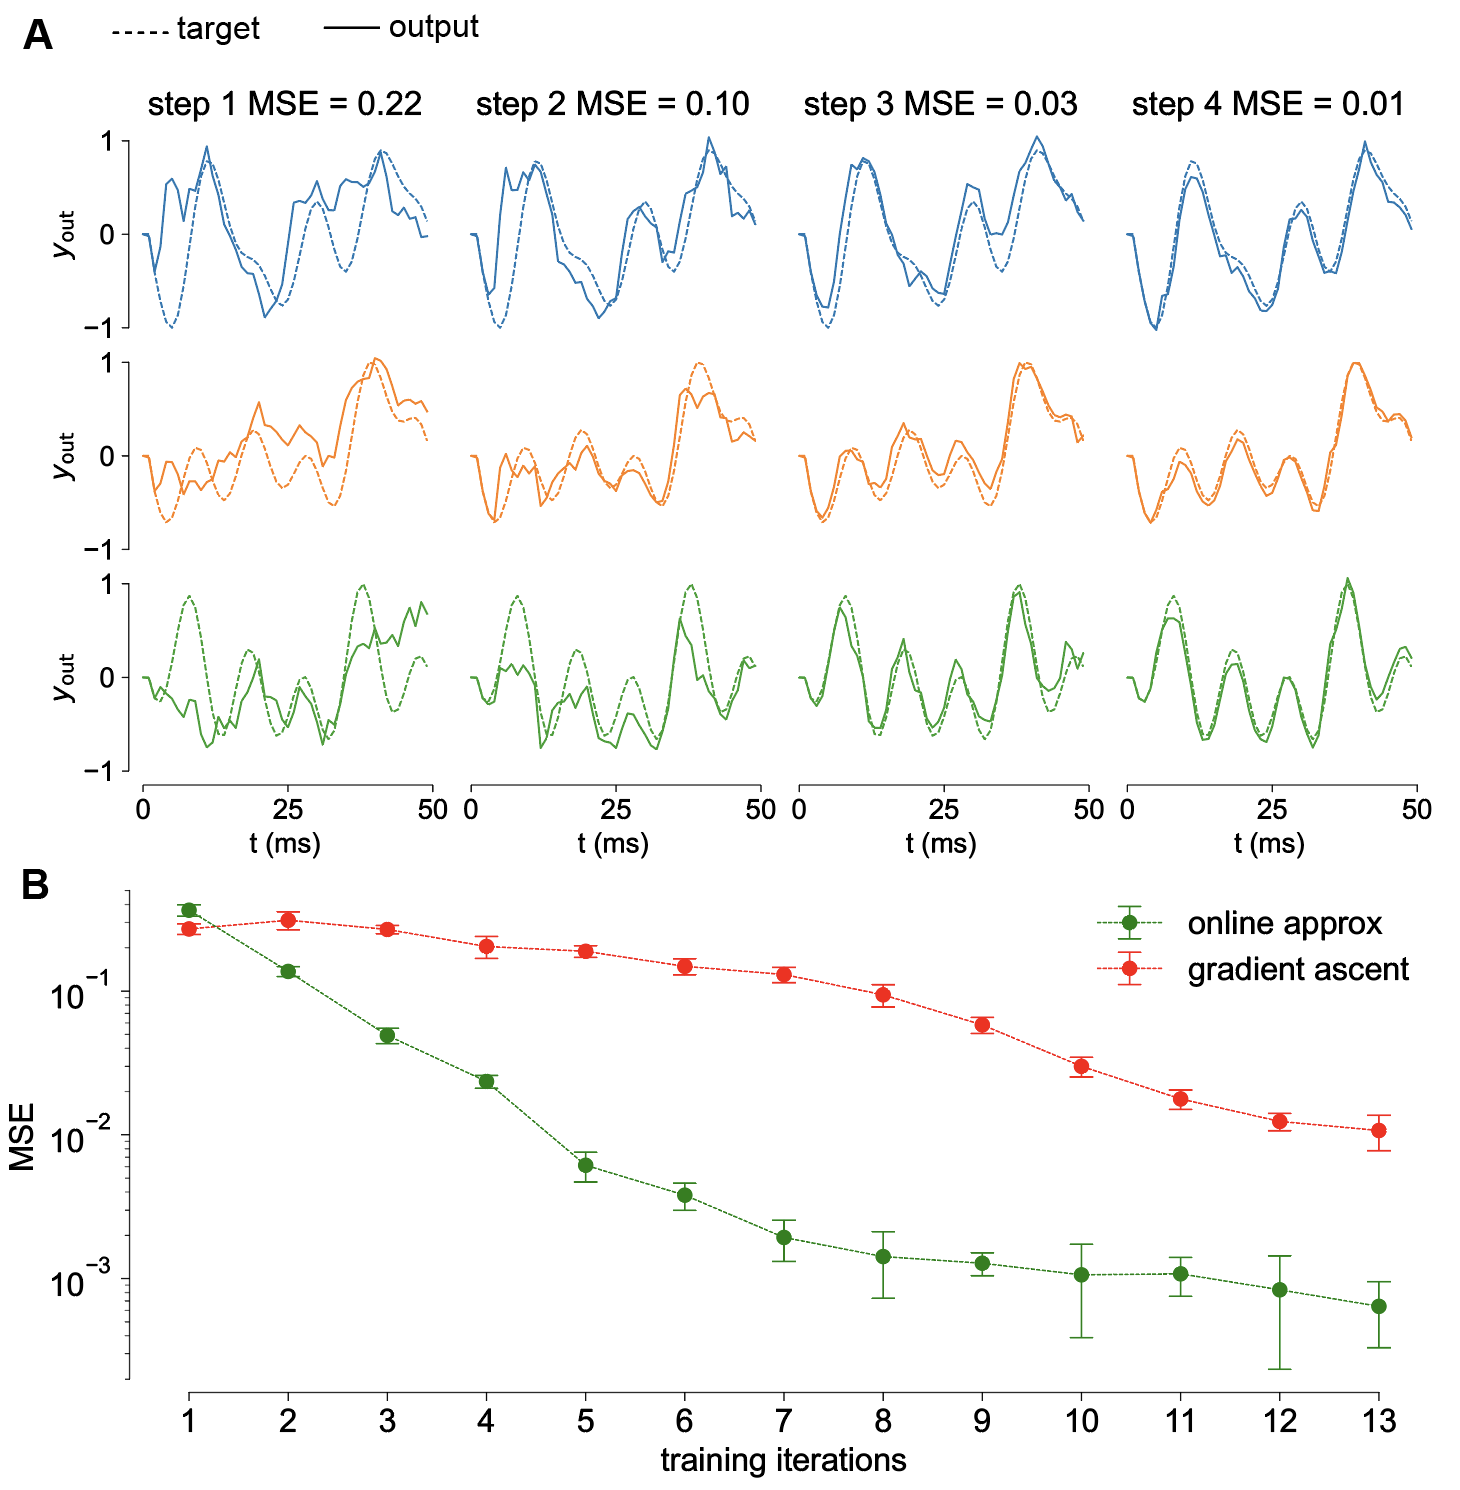 A
target output
step 1 MSE = 0.22 step 2 MSE = 0.10 step 3 MSE = 0.03 step 4 MSE = 0.01
1
yout
0
−1
1
yout
0
−1
1
yout
0
−1
0 25 50 0 25 50 0 25 50 0 25 50
t (ms) t (ms) t (ms) t (ms)
B
online approx
gradient ascent
10−1
MSE
10−2
10−3
1 2 3 4 5 6 7 8 9 10 11 12 13
training iterations